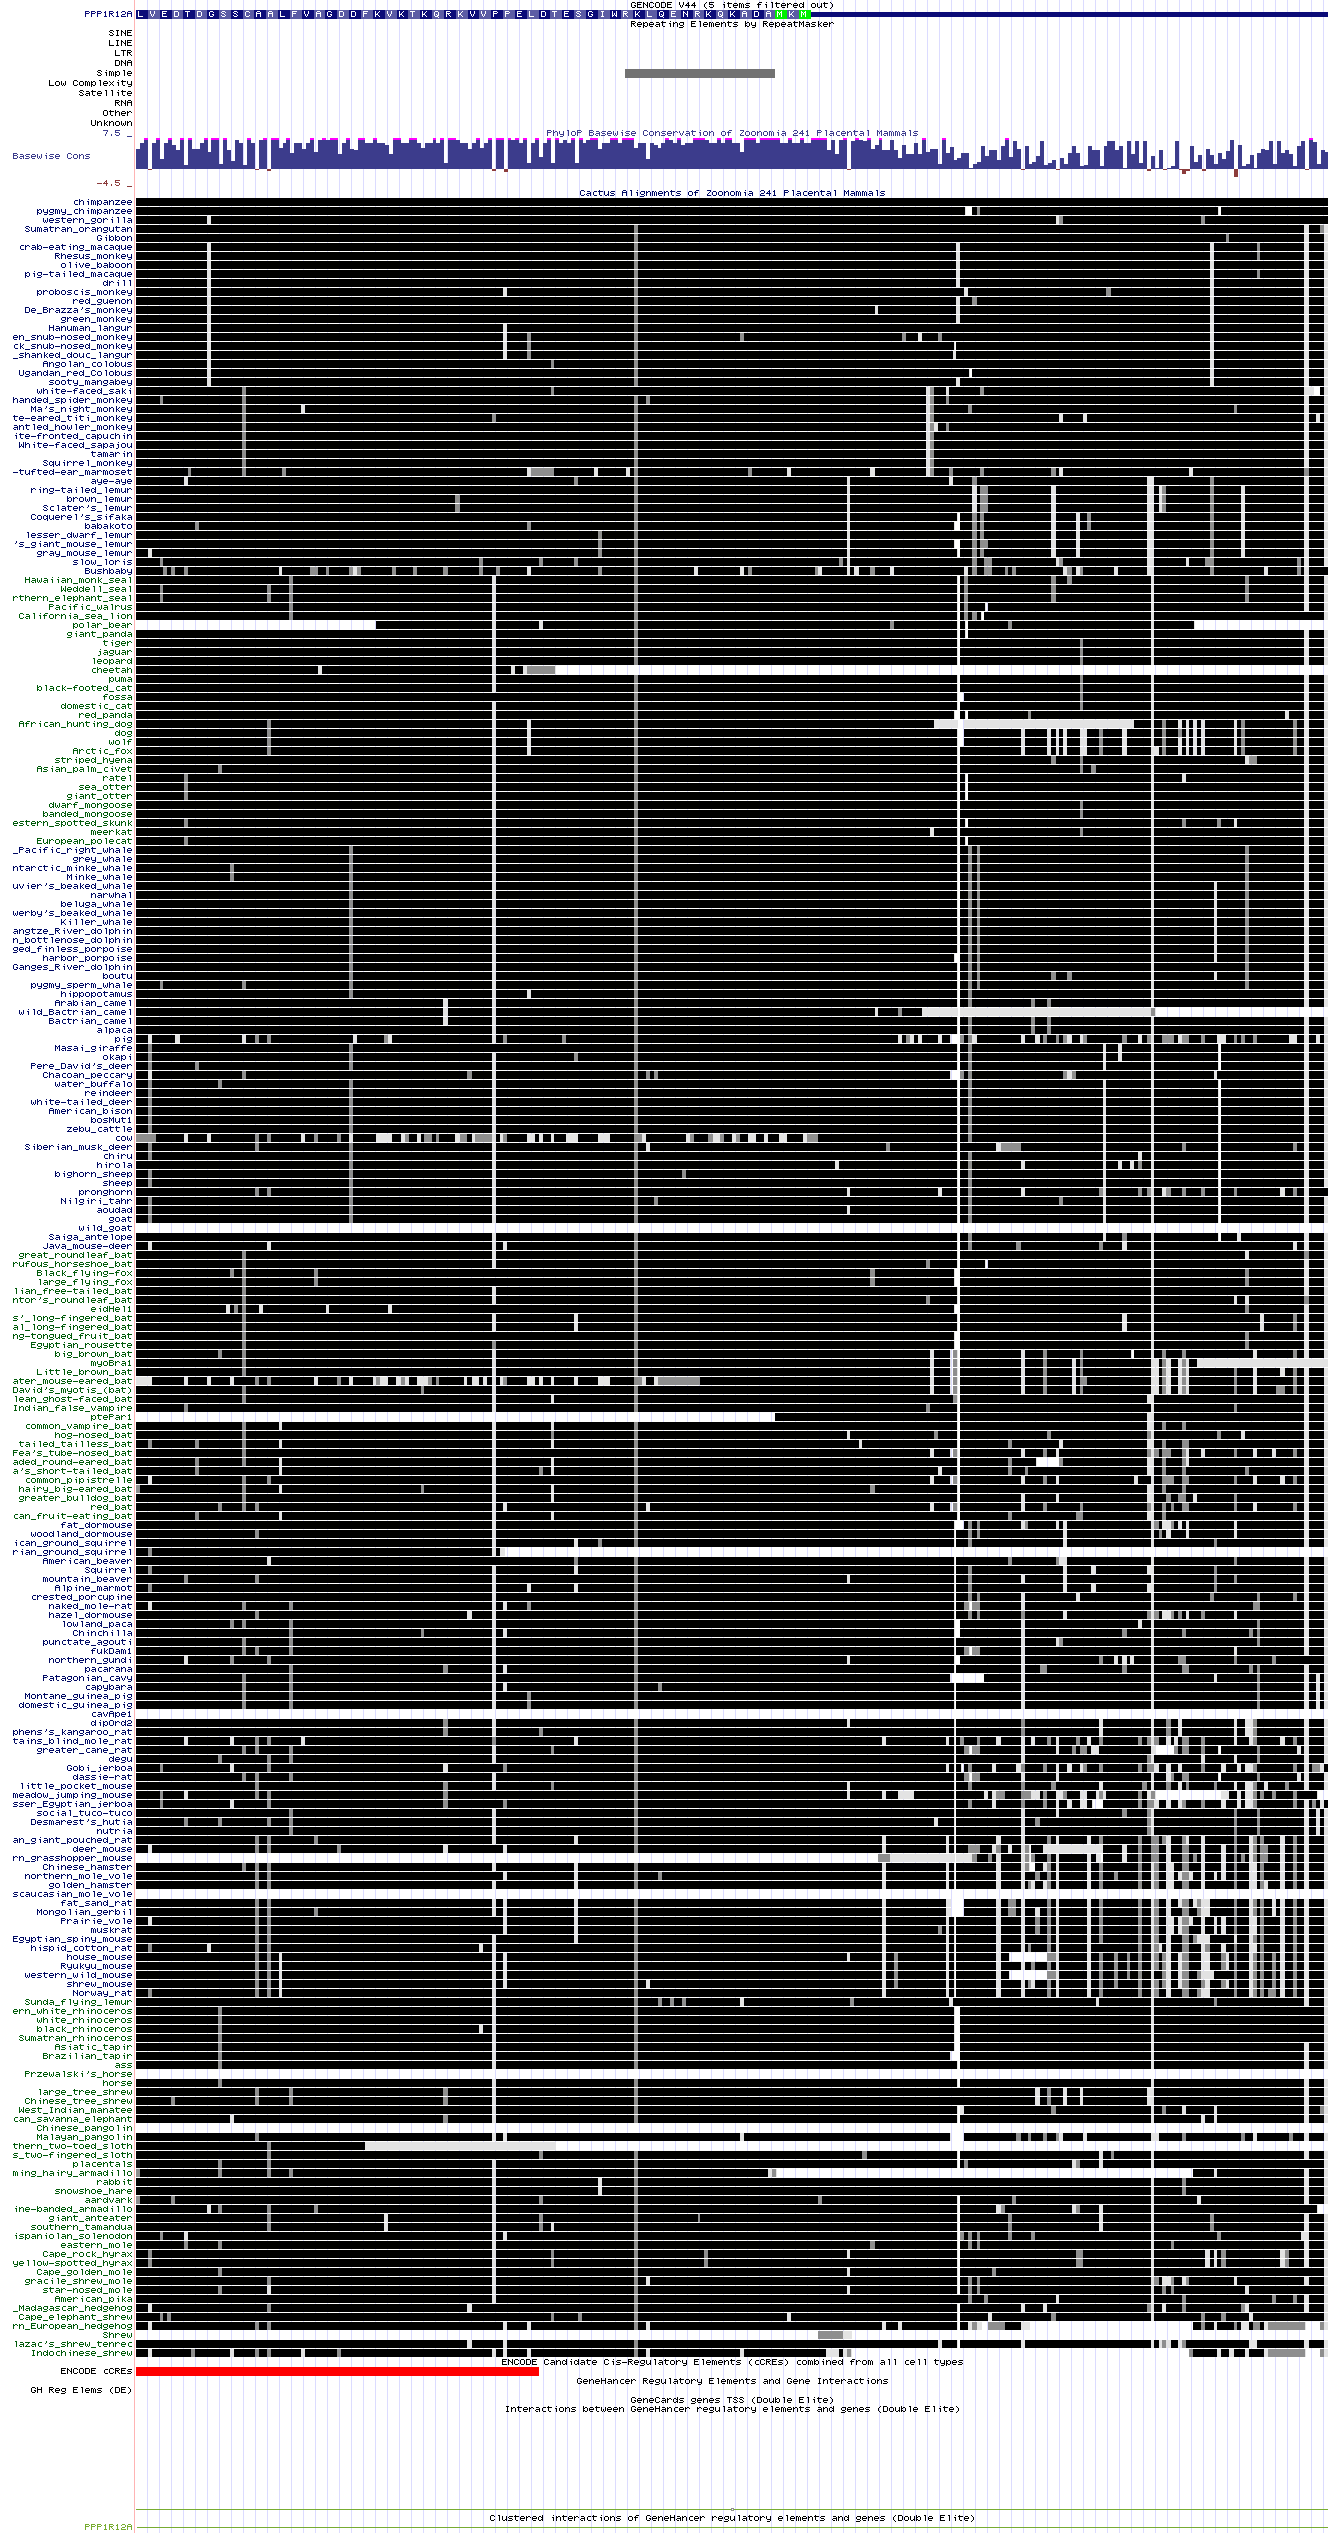 GENCODE V44 (5 items filtered out)
PPP1R12A L V E D T D G S S C A A L F V A G D D F K V K T K Q R K V V P P E L D T E S G I W R K L Q E N R K Q K A D A M K M
Repeating Elements by RepeatMasker
SINE
LINE
LTR
DNA
Simple
Low Complexity
Satellite
RNA
Other
Unknown
7.5 _
PhyloP Basewise Conservation of Zoonomia 241 Placental Mammals
Basewise Cons
-4.5 _
Cactus Alignments of Zoonomia 241 Placental Mammals
chimpanzee
pygmy_chimpanzee
western_gorilla
Sumatran_orangutan
Gibbon
crab-eating_macaque
Rhesus_monkey
olive_baboon
pig-tailed_macaque
drill
proboscis_monkey
red_guenon
De_Brazza's_monkey
green_monkey
Hanuman_langur
en_snub-nosed_monkey
ck_snub-nosed_monkey
_shanked_douc_langur
Angolan_colobus
Ugandan_red_Colobus
sooty_mangabey
white-faced_saki
handed_spider_monkey
Ma's_night_monkey
te-eared_titi_monkey
antled_howler_monkey
ite-fronted_capuchin
White-faced_sapajou
tamarin
Squirrel_monkey
-tufted-ear_marmoset
aye-aye
ring-tailed_lemur
brown_lemur
Sclater's_lemur
Coquerel's_sifaka
babakoto
lesser_dwarf_lemur
's_giant_mouse_lemur
gray_mouse_lemur
slow_loris
Bushbaby
Hawaiian_monk_seal
Weddell_seal
rthern_elephant_seal
Pacific_walrus
California_sea_lion
polar_bear
giant_panda
tiger
jaguar
leopard
cheetah
puma
black-footed_cat
fossa
domestic_cat
red_panda
African_hunting_dog
dog
wolf
Arctic_fox
striped_hyena
Asian_palm_civet
ratel
sea_otter
giant_otter
dwarf_mongoose
banded_mongoose
estern_spotted_skunk
meerkat
European_polecat
_Pacific_right_whale
grey_whale
ntarctic_minke_whale
Minke_whale
uvier's_beaked_whale
narwhal
beluga_whale
werby's_beaked_whale
Killer_whale
angtze_River_dolphin
n_bottlenose_dolphin
ged_finless_porpoise
harbor_porpoise
Ganges_River_dolphin
boutu
pygmy_sperm_whale
hippopotamus
Arabian_camel
wild_Bactrian_camel
Bactrian_camel
alpaca
pig
Masai_giraffe
okapi
Pere_David's_deer
Chacoan_peccary
water_buffalo
reindeer
white-tailed_deer
American_bison
bosMut1
zebu_cattle
cow
Siberian_musk_deer
chiru
hirola
bighorn_sheep
sheep
pronghorn
Nilgiri_tahr
aoudad
goat
wild_goat
Saiga_antelope
Java_mouse-deer
great_roundleaf_bat
rufous_horseshoe_bat
Black_flying-fox
large_flying_fox
lian_free-tailed_bat
ntor's_roundleaf_bat
eidHel1
s'_long-fingered_bat
al_long-fingered_bat
ng-tongued_fruit_bat
Egyptian_rousette
big_brown_bat
myoBra1
Little_brown_bat
ater_mouse-eared_bat
David's_myotis_(bat)
lean_ghost-faced_bat
Indian_false_vampire
ptePar1
common_vampire_bat
hog-nosed_bat
tailed_tailless_bat
Fea's_tube-nosed_bat
aded_round-eared_bat
a's_short-tailed_bat
common_pipistrelle
hairy_big-eared_bat
greater_bulldog_bat
red_bat
can_fruit-eating_bat
fat_dormouse
woodland_dormouse
ican_ground_squirrel
rian_ground_squirrel
American_beaver
Squirrel
mountain_beaver
Alpine_marmot
crested_porcupine
naked_mole-rat
hazel_dormouse
lowland_paca
Chinchilla
punctate_agouti
fukDam1
northern_gundi
pacarana
Patagonian_cavy
capybara
Montane_guinea_pig
domestic_guinea_pig
cavApe1
dipOrd2
phens's_kangaroo_rat
tains_blind_mole_rat
greater_cane_rat
degu
Gobi_jerboa
dassie-rat
little_pocket_mouse
meadow_jumping_mouse
sser_Egyptian_jerboa
social_tuco-tuco
Desmarest's_hutia
nutria
an_giant_pouched_rat
deer_mouse
rn_grasshopper_mouse
Chinese_hamster
northern_mole_vole
golden_hamster
scaucasian_mole_vole
fat_sand_rat
Mongolian_gerbil
Prairie_vole
muskrat
Egyptian_spiny_mouse
hispid_cotton_rat
house_mouse
Ryukyu_mouse
western_wild_mouse
shrew_mouse
Norway_rat
Sunda_flying_lemur
ern_white_rhinoceros
white_rhinoceros
black_rhinoceros
Sumatran_rhinoceros
Asiatic_tapir
Brazilian_tapir
ass
Przewalski's_horse
horse
large_tree_shrew
Chinese_tree_shrew
West_Indian_manatee
can_savanna_elephant
Chinese_pangolin
Malayan_pangolin
thern_two-toed_sloth
s_two-fingered_sloth
placentals
ming_hairy_armadillo
rabbit
snowshoe_hare
aardvark
ine-banded_armadillo
giant_anteater
southern_tamandua
ispaniolan_solenodon
eastern_mole
Cape_rock_hyrax
yellow-spotted_hyrax
Cape_golden_mole
gracile_shrew_mole
star-nosed_mole
American_pika
_Madagascar_hedgehog
Cape_elephant_shrew
rn_European_hedgehog
Shrew
lazac's_shrew_tenrec
Indochinese_shrew
ENCODE Candidate Cis-Regulatory Elements (cCREs) combined from all cell types
ENCODE cCREs
GeneHancer Regulatory Elements and Gene Interactions
GH Reg Elems (DE)
GeneCards genes TSS (Double Elite)
Interactions between GeneHancer regulatory elements and genes (Double Elite)
Clustered interactions of GeneHancer regulatory elements and genes (Double Elite)
PPP1R12A